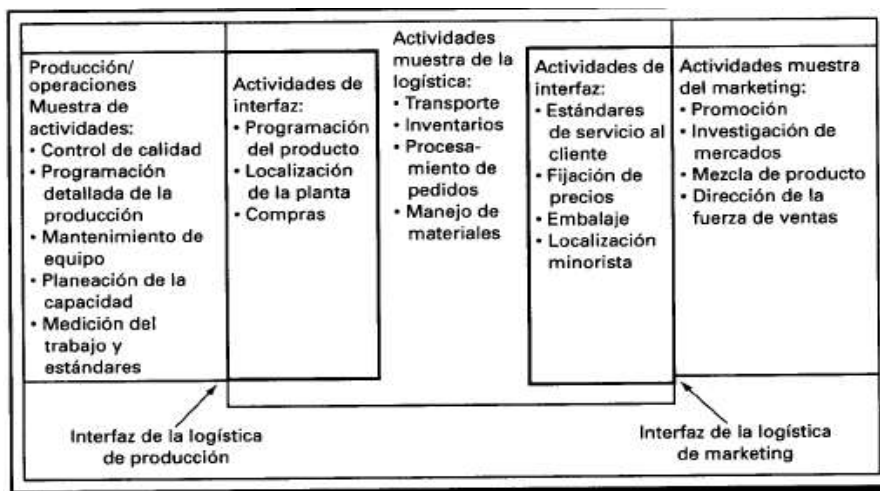 Producción/
operaciones
Muestra de
actividades:
• Control de calidad
• Programación
detallada de la
producción
• Mantenimiento de
equipo
• Planeación de la
capacidad
• Medición del
trabajo y
estándares
Actividades de
interfaz:
• Programación
del producto
• Localización
de la planta
• Compras
Actividades
muestra de la
logística:
• Transporte
• Inventarios
• Procesa-
miento de
pedidos
• Manejo de
materiales
Actividades de
interfaz:
• Estándares
de servicio al
cliente
• Fijación de
precios
• Embalaje
• Localización
minorista
Actividades muestra
del marketing:
• Promoción
• Investigación de
mercados
• Mezcla de producto
• Dirección de la
fuerza de ventas
Interfaz de la logística
de producción
Interfaz de la logística
de marketing